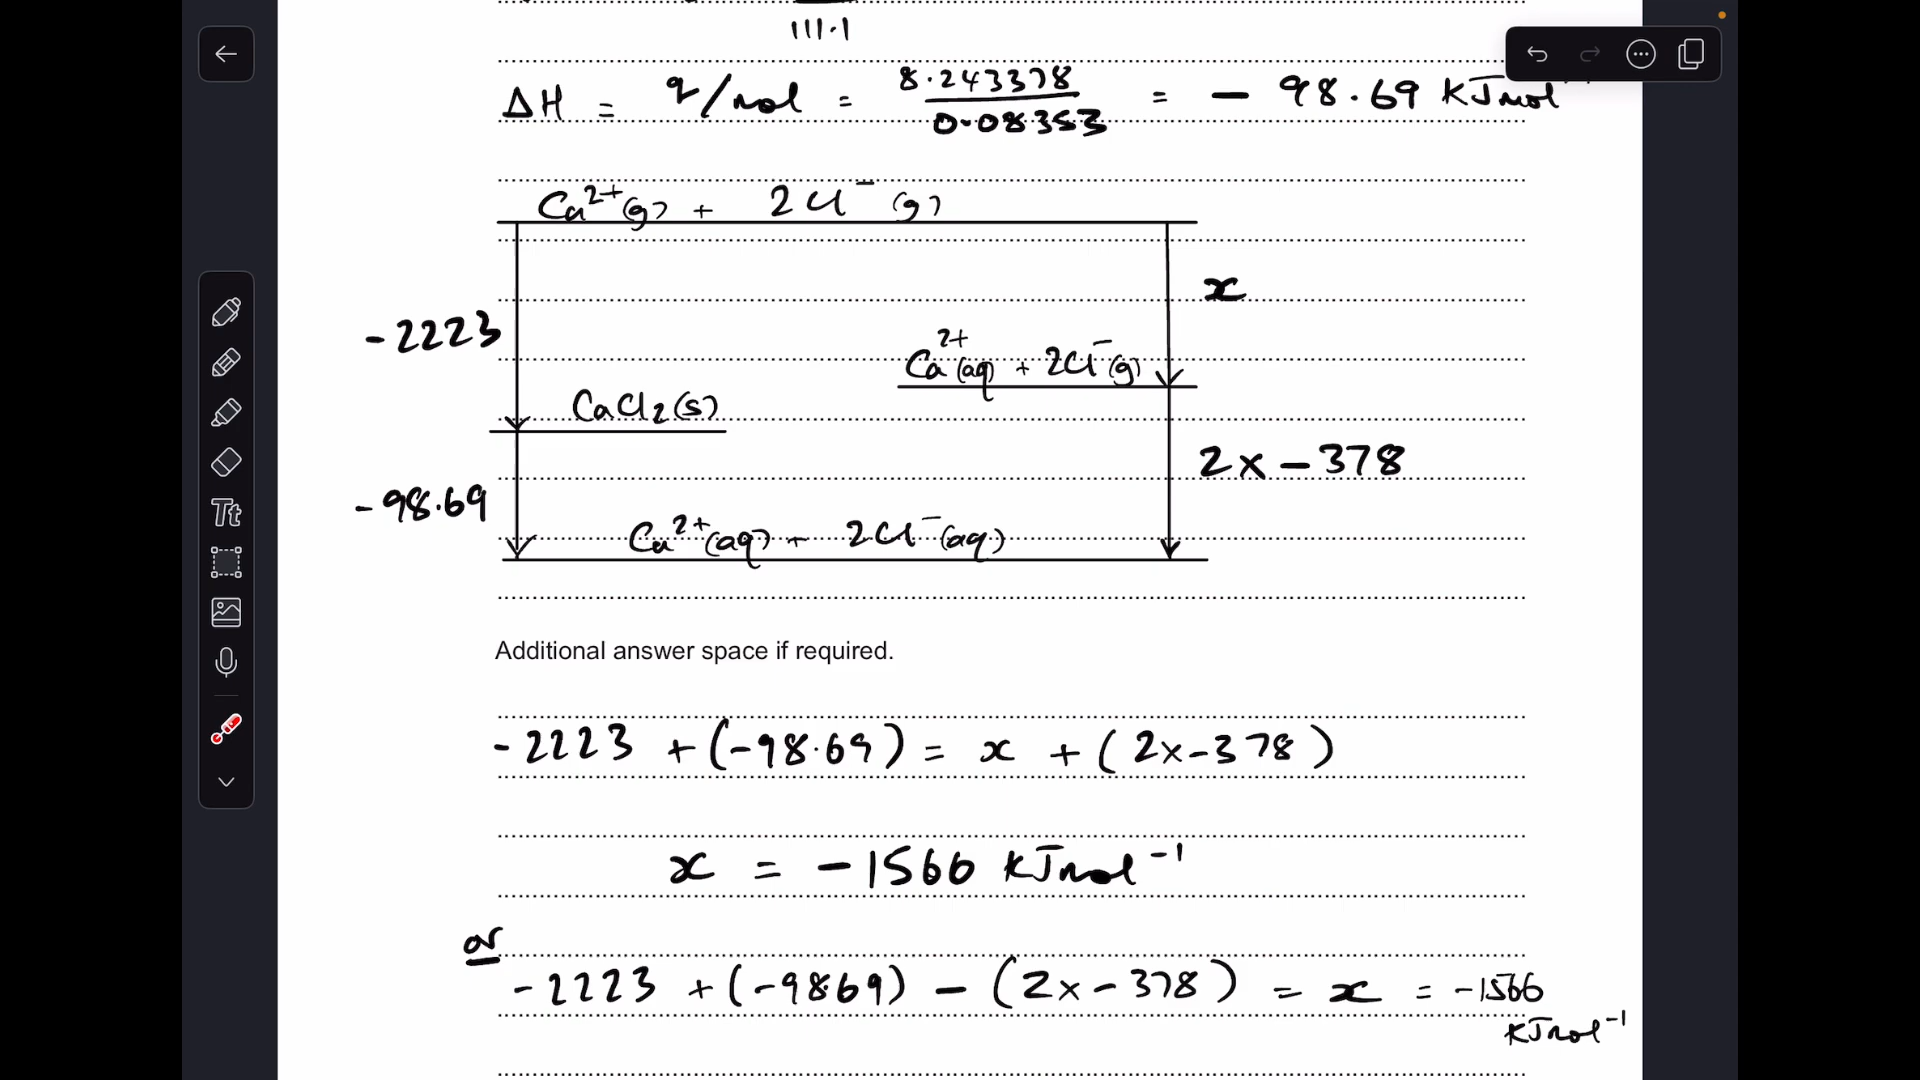 111.1
ΔH = q/mol = 8.243378 / 0.08353 = - 98.69 KJmol
Ca²⁺(g) + 2Cl⁻(g)
x
-2223
Ca²⁺(aq) + 2Cl⁻(g)
CaCl₂(s)
2x-378
-98.69
Ca²⁺(aq) + 2Cl⁻(aq)
Additional answer space if required.
-2223 + (-98.69) = x + (2x-378)
x = -1566 KJmol⁻¹
or
-2223 + (-9869) - (2x-378) = x = -1566
KJmol⁻¹
Tt